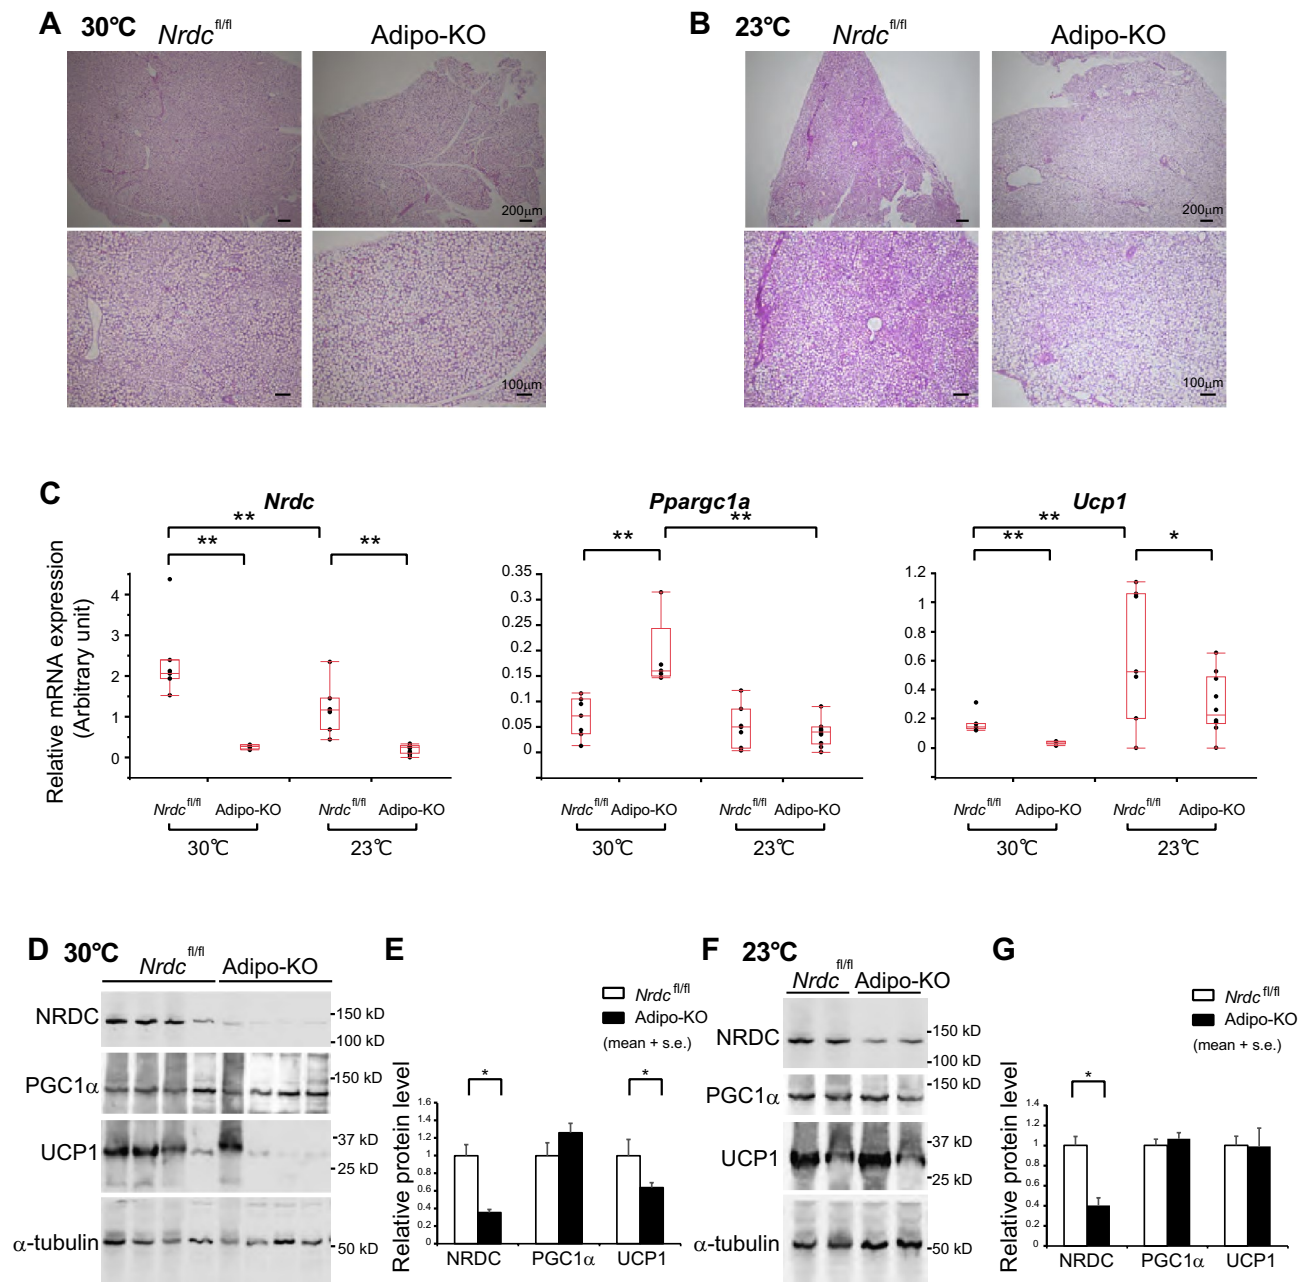 A 30°C Nrdc fl/fl Adipo-KO
200μm
100μm
B 23°C Nrdc fl/fl Adipo-KO
200μm
100μm
C
Relative mRNA expression
(Arbitrary unit)
Nrdc
**
** **
4
3
2
1
0
Nrdc fl/fl Adipo-KO Nrdc fl/fl Adipo-KO
30℃ 23℃
Ppargc1a
**
**
0.35
0.3
0.25
0.2
0.15
0.1
0.05
0
Nrdc fl/fl Adipo-KO Nrdc fl/fl Adipo-KO
30℃ 23℃
Ucp1
**
** *
1.2
1
0.8
0.6
0.4
0.2
0
Nrdc fl/fl Adipo-KO Nrdc fl/fl Adipo-KO
30℃ 23℃
D 30°C
Nrdc fl/fl Adipo-KO
NRDC
-150 kD
-100 kD
PGC1α
-150 kD
UCP1
-37 kD
-25 kD
α-tubulin
-50 kD
E
Nrdc fl/fl
Adipo-KO
(mean + s.e.)
Relative protein level
* *
1.6
1.4
1.2
1
0.8
0.6
0.4
0.2
0
NRDC PGC1α UCP1
F 23°C
Nrdc fl/fl Adipo-KO
NRDC
-150 kD
-100 kD
PGC1α
-150 kD
UCP1
-37 kD
-25 kD
α-tubulin
-50 kD
G
Nrdc fl/fl
Adipo-KO
(mean + s.e.)
Relative protein level
*
1.4
1.2
1
0.8
0.6
0.4
0.2
0
NRDC PGC1α UCP1